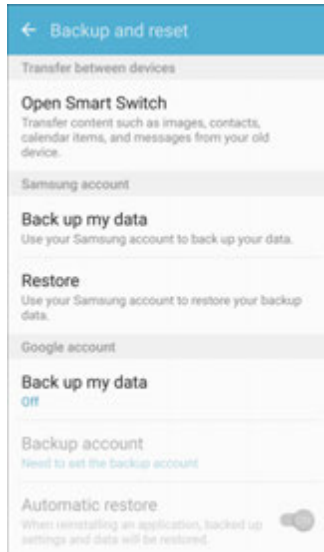 ← Backup and reset
Transfer between devices
Open Smart Switch
Transfer content such as images, contacts,
calendar items, and messages from your old
device.
Samsung account
Back up my data
Use your Samsung account to back up your data.
Restore
Use your Samsung account to restore your backup
data.
Google account
Back up my data
Off
Backup account
Need to set the backup account
Automatic restore
When reinstalling an application, backed up
settings and data will be restored.